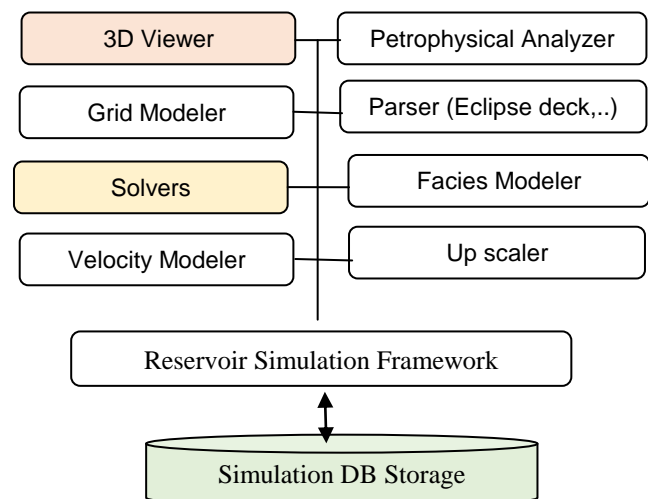 3D Viewer
Petrophysical Analyzer
Grid Modeler
Parser (Eclipse deck,..)
Solvers
Facies Modeler
Velocity Modeler
Up scaler
Reservoir Simulation Framework
Simulation DB Storage